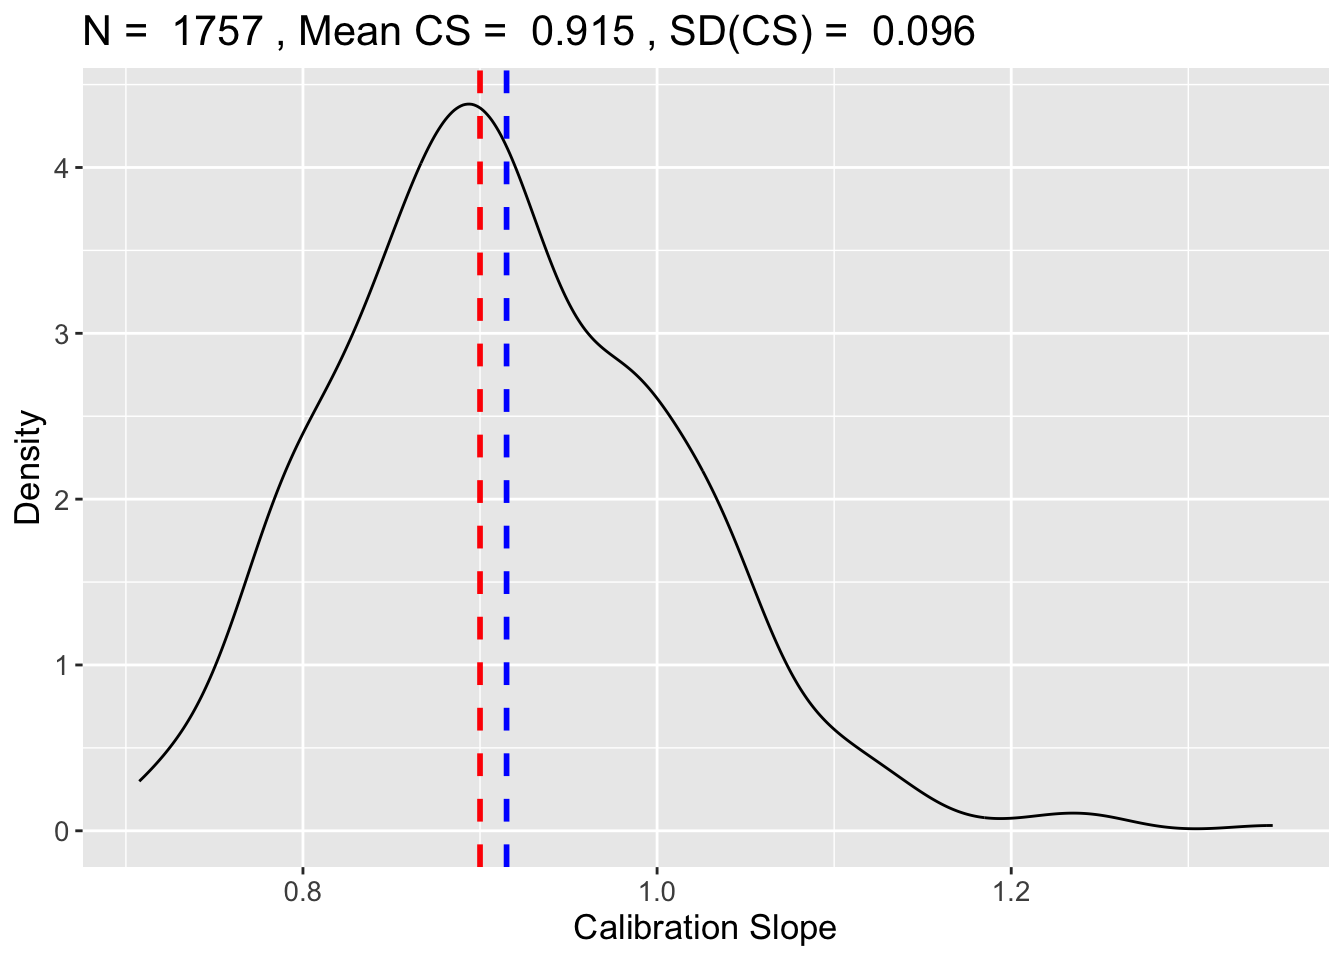 N =  1757 , Mean CS =  0.915 , SD(CS) =  0.096
Density
4
3
2
1
0
0.8 1.0 1.2
Calibration Slope